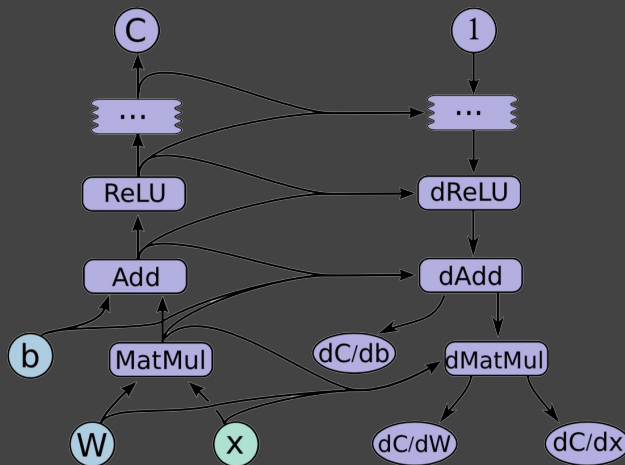 C
1
...
...
ReLU
dReLU
Add
dAdd
b
MatMul
dC/db
dMatMul
W
x
dC/dW
dC/dx